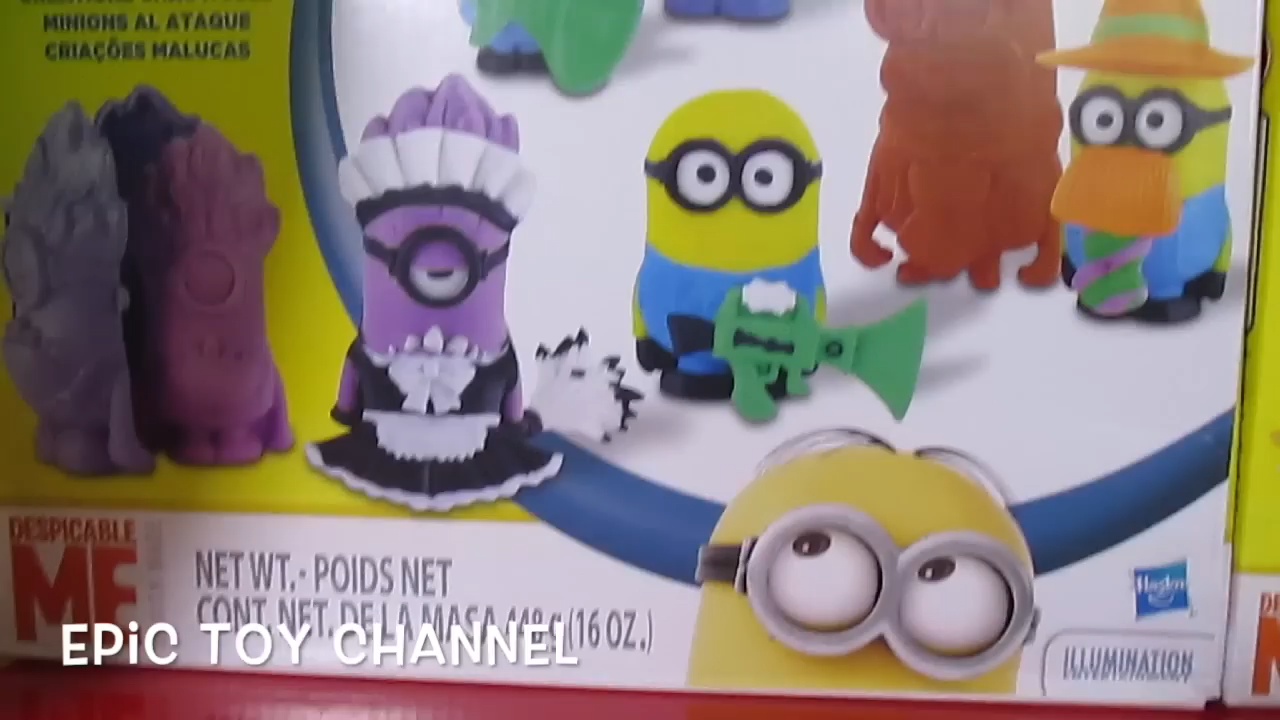 MINIONS AL ATAQUE
CRIAÇÕES MALUCAS
DESPICABLE
ME
NET WT.- POIDS NET
CONT. NET. DE LA MASA 448 g (16 OZ.)
EPiC TOY CHANNEL
Hasbro
ILLUMINATION